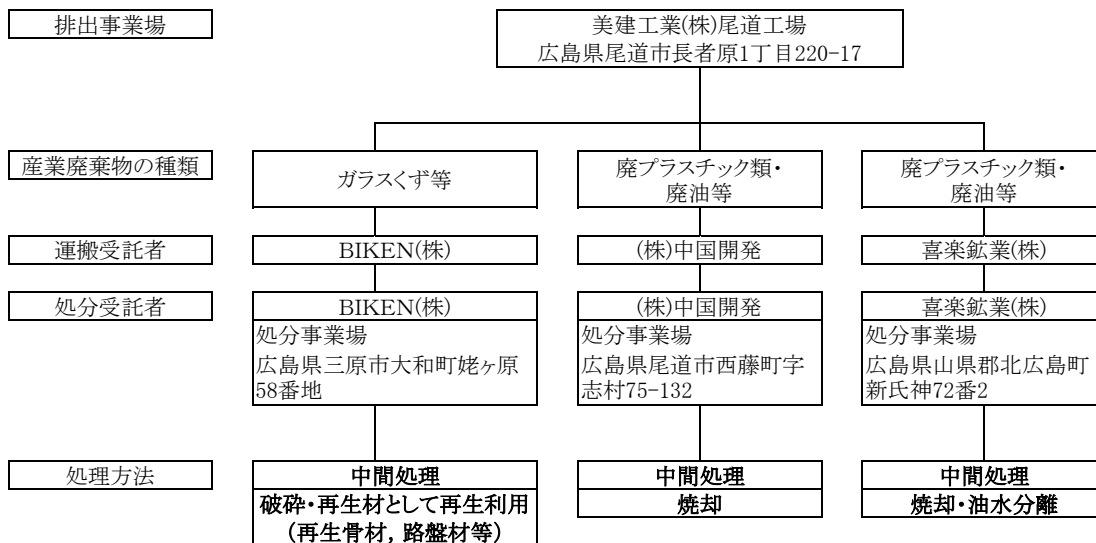 排出事業場
美建工業(株)尾道工場
広島県尾道市長者原1丁目220-17
産業廃棄物の種類
ガラスくず等
廃プラスチック類・
廃油等
廃プラスチック類・
廃油等
運搬受託者
BIKEN(株)
(株)中国開発
喜楽鉱業(株)
処分受託者
BIKEN(株)
処分事業場
広島県三原市大和町姥ヶ原
58番地
(株)中国開発
処分事業場
広島県尾道市西藤町字
志村75-132
喜楽鉱業(株)
処分事業場
広島県山県郡北広島町
新氏神72番2
処理方法
中間処理
破砕・再生材として再生利用
(再生骨材, 路盤材等)
中間処理
焼却
中間処理
焼却・油水分離